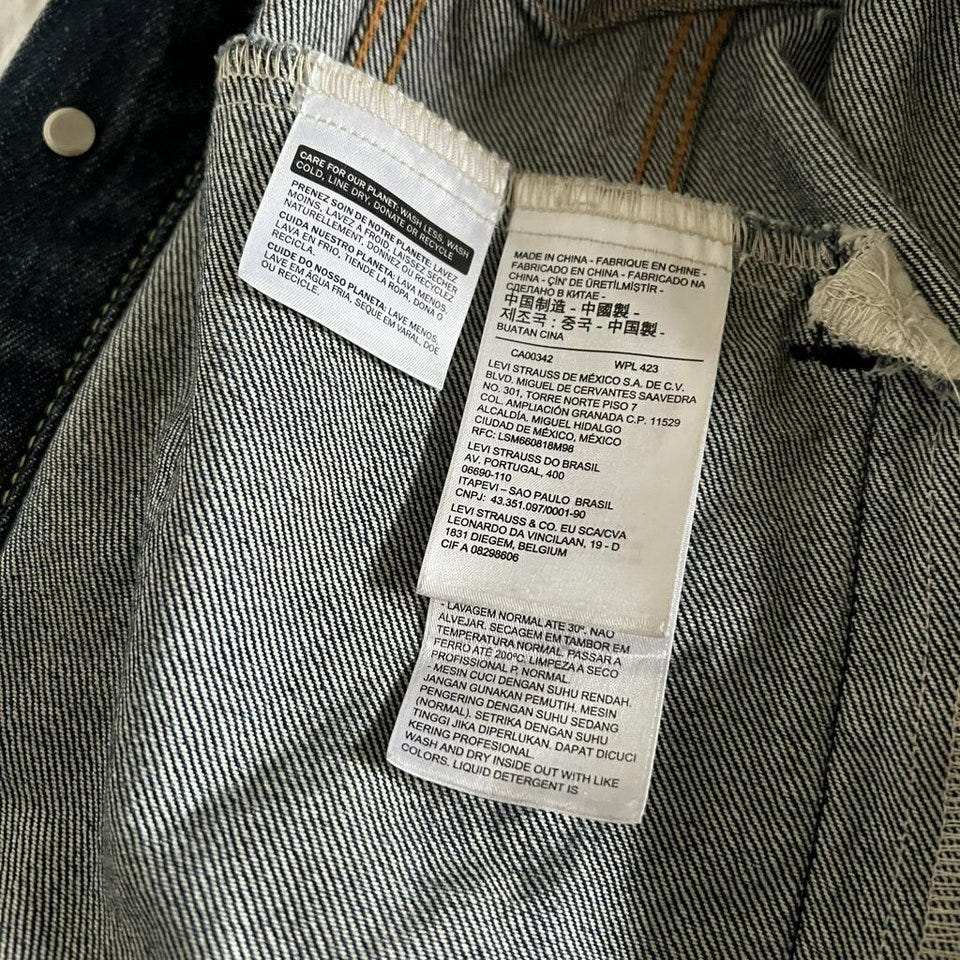 CARE FOR OUR PLANET: WASH LESS, WASH
COLD, LINE DRY, DONATE OR RECYCLE
PRENEZ SOIN DE NOTRE PLANETE: LAVEZ
MOINS, LAVEZ A FROID, LAISSEZ SECHER
NATURELLEMENT, DONNEZ OU RECYCLEZ
CUIDA NUESTRO PLANETA: LAVA MENOS,
LAVA EN FRIO, TIENDE LA ROPA, DONA O
RECICLA.
CUIDE DO NOSSO PLANETA: LAVE MENOS,
LAVE EM ÁGUA FRIA, SEQUE EM VARAL, DOE
OU RECICLE.
MADE IN CHINA - FABRIQUE EN CHINE -
FABRICADO EN CHINA - FABRICADO NA
CHINA - ÇİN' DE ÜRETİLMİŞTİR -
СДЕЛАНО В КИТАЕ -
中国制造 - 中國製 -
제조국 : 중국 - 中国製 -
BUATAN CINA
CA00342 WPL 423
LEVI STRAUSS DE MÉXICO S.A. DE C.V.
BLVD. MIGUEL DE CERVANTES SAAVEDRA
NO. 301, TORRE NORTE PISO 7
COL. AMPLIACIÓN GRANADA C.P. 11529
ALCALDÍA. MIGUEL HIDALGO
CIUDAD DE MÉXICO, MÉXICO
RFC: LSM660818M98
LEVI STRAUSS DO BRASIL
AV. PORTUGAL, 400
06690-110
ITAPEVI – SAO PAULO BRASIL
CNPJ: 43.351.097/0001-90
LEVI STRAUSS & CO. EU SCA/CVA
LEONARDO DA VINCILAAN, 19 - D
1831 DIEGEM, BELGIUM
CIF A 08298606
- LAVAGEM NORMAL ATE 30º. NAO
ALVEJAR. SECAGEM EM TAMBOR EM
TEMPERATURA NORMAL. PASSAR A
FERRO ATÉ 200ºC. LIMPEZA A SECO
PROFISSIONAL P. NORMAL.
- MESIN CUCI DENGAN SUHU RENDAH.
JANGAN GUNAKAN PEMUTIH. MESIN
PENGERING DENGAN SUHU SEDANG
(NORMAL). SETRIKA DENGAN SUHU
TINGGI JIKA DIPERLUKAN. DAPAT DICUCI
KERING PROFESIONAL
WASH AND DRY INSIDE OUT WITH LIKE
COLORS. LIQUID DETERGENT IS